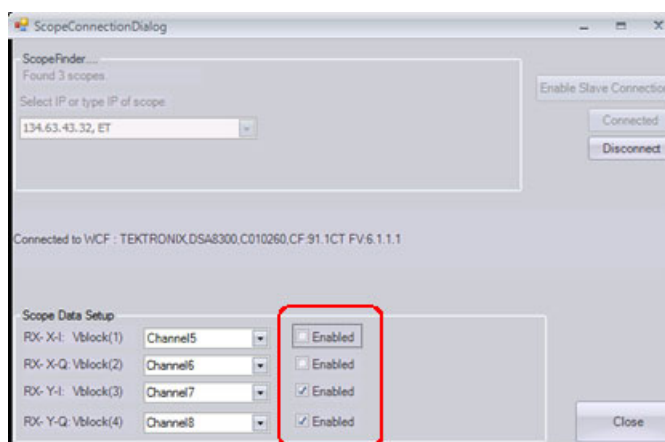 ScopeConnectionDialog
ScopeFinder....
Found 3 scopes.
Select IP or type IP of scope.
134.63.43.32, ET
Enable Slave Connection
Connected
Disconnect
Connected to WCF : TEKTRONIX,DSA8300,C010260,CF:91.1CT FV:6.1.1.1
Scope Data Setup
RX- X-I: Vblock(1) Channel5 Enabled
RX- X-Q: Vblock(2) Channel6 Enabled
RX- Y-I: Vblock(3) Channel7 Enabled
RX- Y-Q: Vblock(4) Channel8 Enabled
Close